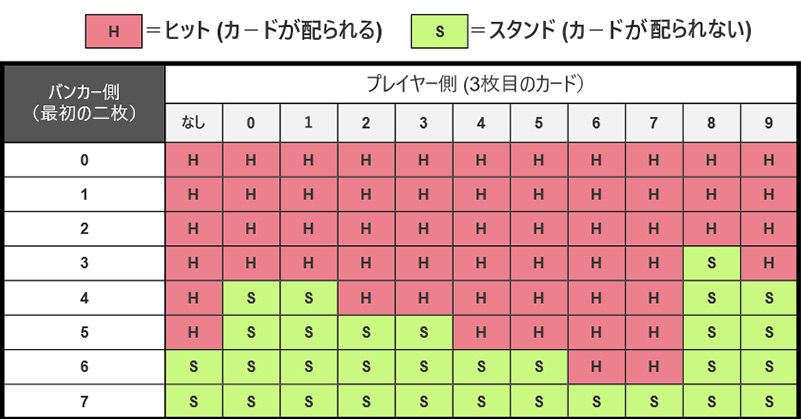 H =ヒット (カードが配られる) S =スタンド (カードが配られない)
バンカー側
(最初の二枚)
プレイヤー側 (3枚目のカード)
なし 0 1 2 3 4 5 6 7 8 9
0 H H H H H H H H H H H
1 H H H H H H H H H H H
2 H H H H H H H H H H H
3 H H H H H H H H H S H
4 H S S H H H H H H S S
5 H S S S S H H H H S S
6 S S S S S S S H H S S
7 S S S S S S S S S S S